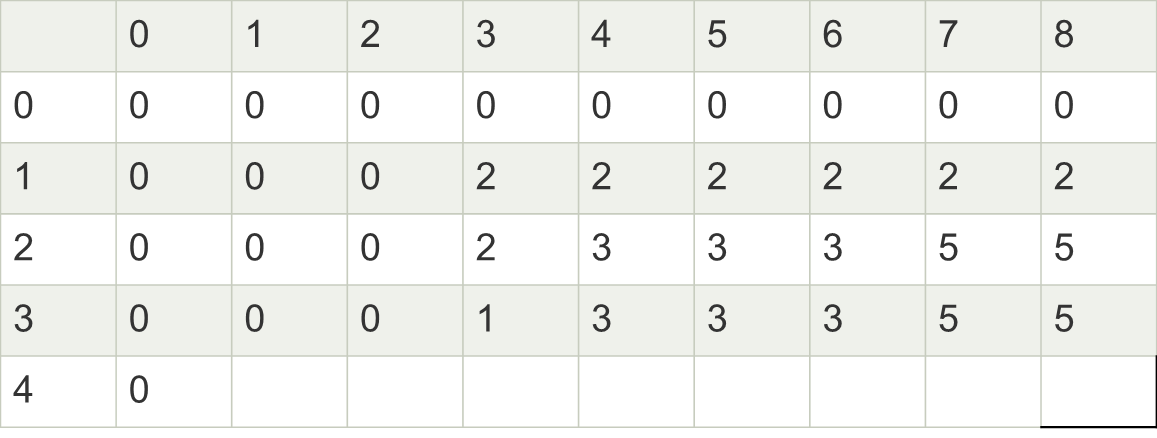 0 1 2 3 4 5 6 7 8
0 0 0 0 0 0 0 0 0 0
1 0 0 0 2 2 2 2 2 2
2 0 0 0 2 3 3 3 5 5
3 0 0 0 1 3 3 3 5 5
4 0